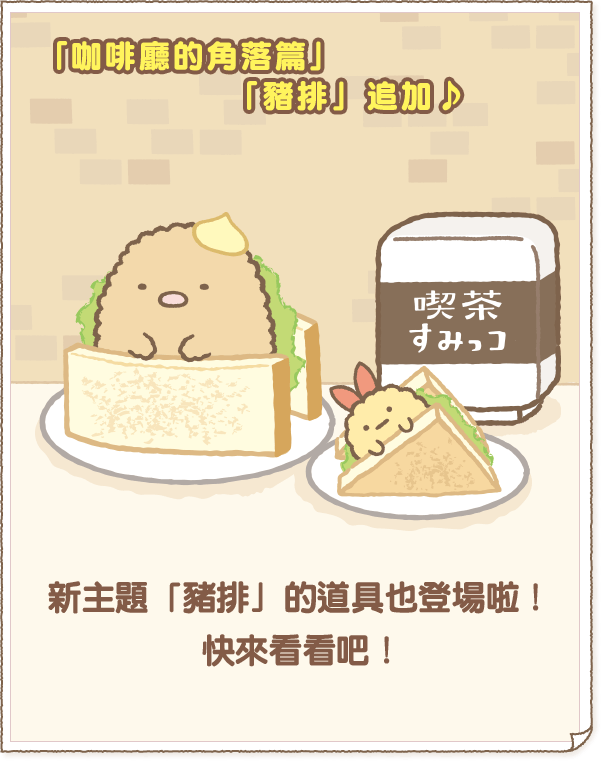 「咖啡廳的角落篇」
「豬排」追加♪
喫茶
すみっコ
新主題「豬排」的道具也登場啦！
快來看看吧！